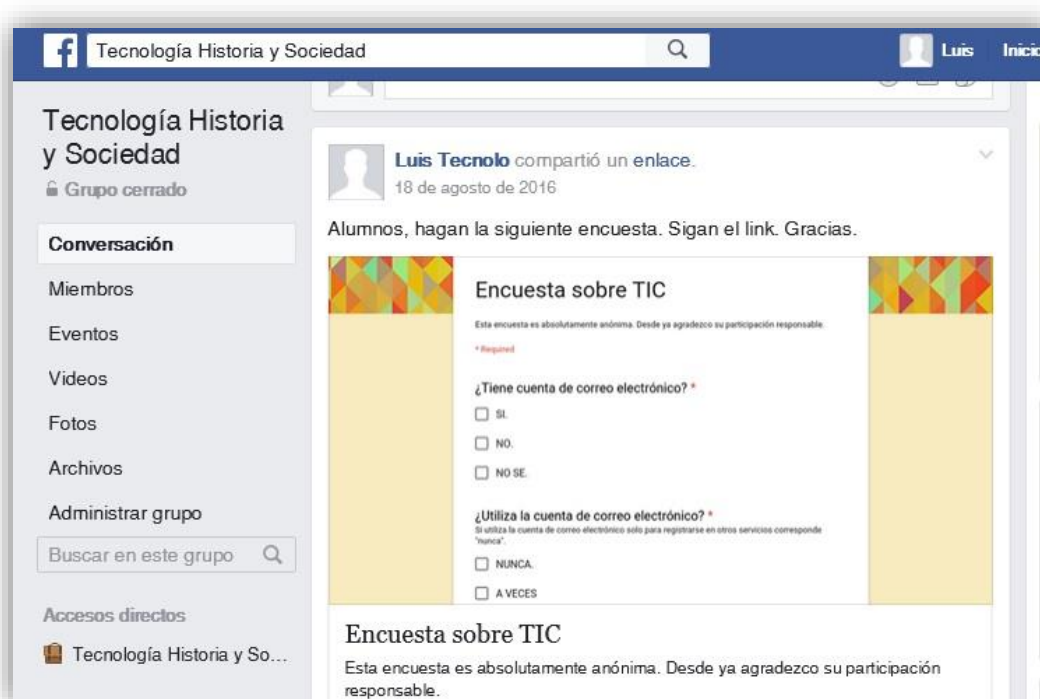 f Tecnología Historia y Sociedad
Luis Inicio
Tecnología Historia
y Sociedad
Grupo cerrado
Conversación
Miembros
Eventos
Videos
Fotos
Archivos
Administrar grupo
Buscar en este grupo
Accesos directos
Tecnología Historia y So...
Luis Tecnolo compartió un enlace.
18 de agosto de 2016
Alumnos, hagan la siguiente encuesta. Sigan el link. Gracias.
Encuesta sobre TIC
Esta encuesta es absolutamente anónima. Desde ya agradezco su participación responsable.
* Required
¿Tiene cuenta de correo electrónico? *
SI.
NO.
NO SE.
¿Utiliza la cuenta de correo electrónico? *
Si utiliza la cuenta de correo electrónico solo para registrarse en otros servicios corresponde
"nunca".
NUNCA.
A VECES
Encuesta sobre TIC
Esta encuesta es absolutamente anónima. Desde ya agradezco su participación
responsable.